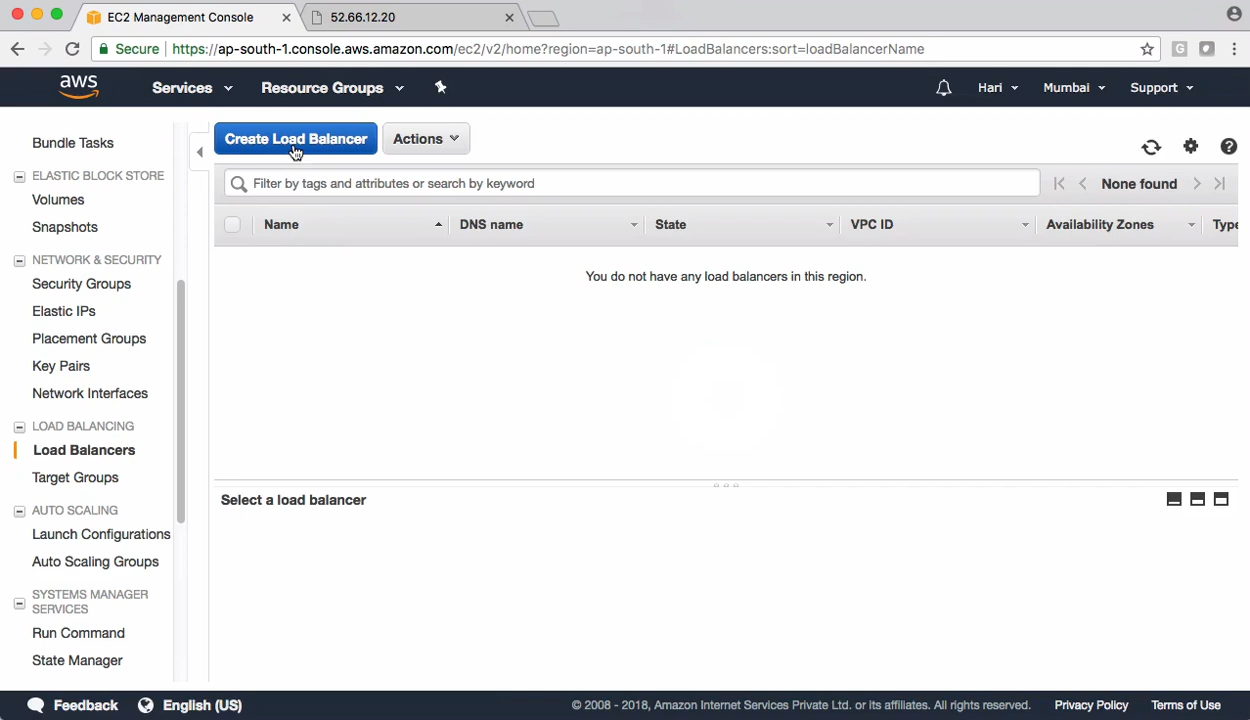 EC2 Management Console
52.66.12.20
Secure
https://ap-south-1.console.aws.amazon.com/ec2/v2/home?region=ap-south-1#LoadBalancers:sort=loadBalancerName
G
aws
Services
Resource Groups
Hari
Mumbai
Support
Bundle Tasks
ELASTIC BLOCK STORE
Volumes
Snapshots
NETWORK & SECURITY
Security Groups
Elastic IPs
Placement Groups
Key Pairs
Network Interfaces
LOAD BALANCING
Load Balancers
Target Groups
AUTO SCALING
Launch Configurations
Auto Scaling Groups
SYSTEMS MANAGER
SERVICES
Run Command
State Manager
Create Load Balancer
Actions
Filter by tags and attributes or search by keyword
None found
Name
DNS name
State
VPC ID
Availability Zones
Type
You do not have any load balancers in this region.
Select a load balancer
Feedback
English (US)
© 2008 - 2018, Amazon Internet Services Private Ltd. or its affiliates. All rights reserved.
Privacy Policy
Terms of Use